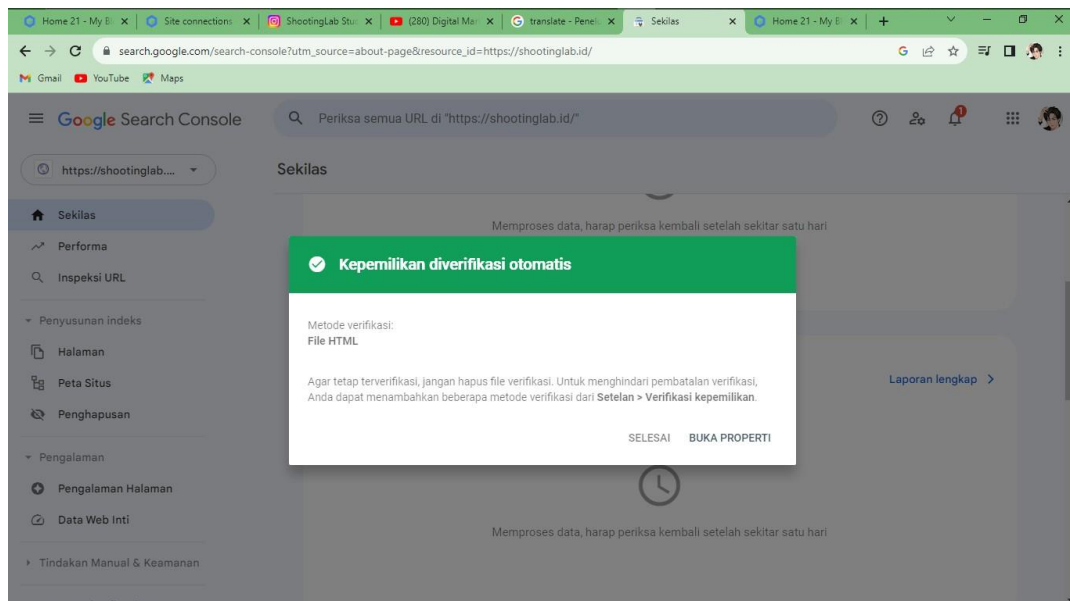 Home 21 - My Bl
Site connections
ShootingLab Stud
(280) Digital Mar
translate - Peneli
Sekilas
Home 21 - My Bl
search.google.com/search-console?utm_source=about-page&resource_id=https://shootinglab.id/
Gmail YouTube Maps
Google Search Console
Periksa semua URL di "https://shootinglab.id/"
1
https://shootinglab....
Sekilas
Sekilas
Performa
Inspeksi URL
Penyusunan indeks
Halaman
Peta Situs
Penghapusan
Pengalaman
Pengalaman Halaman
Data Web Inti
Tindakan Manual & Keamanan
Memproses data, harap periksa kembali setelah sekitar satu hari
Kepemilikan diverifikasi otomatis
Metode verifikasi:
File HTML
Agar tetap terverifikasi, jangan hapus file verifikasi. Untuk menghindari pembatalan verifikasi,
Anda dapat menambahkan beberapa metode verifikasi dari Setelan > Verifikasi kepemilikan.
SELESAI BUKA PROPERTI
Laporan lengkap
Memproses data, harap periksa kembali setelah sekitar satu hari